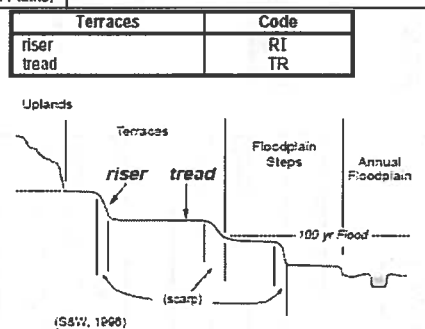 Plains)
Terraces Code
riser RI
tread TR
Uplands
Terraces
Floodplain
Steps
Annual
Floodplain
riser tread
100 yr Flood
(scarp)
(S&W, 1996)